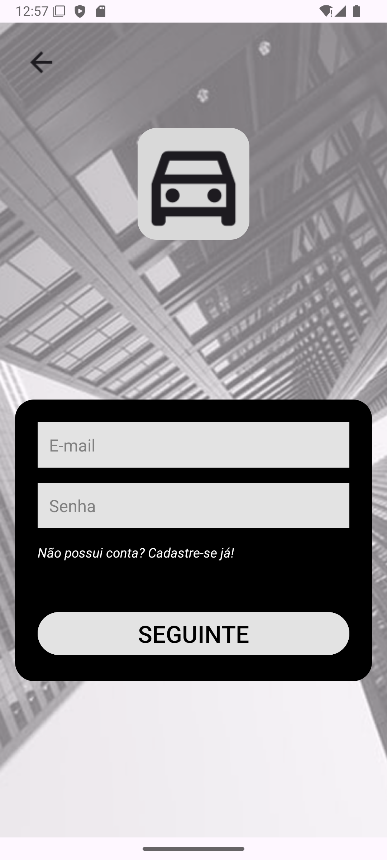 12:57
E-mail
Senha
Não possui conta? Cadastre-se já!
SEGUINTE